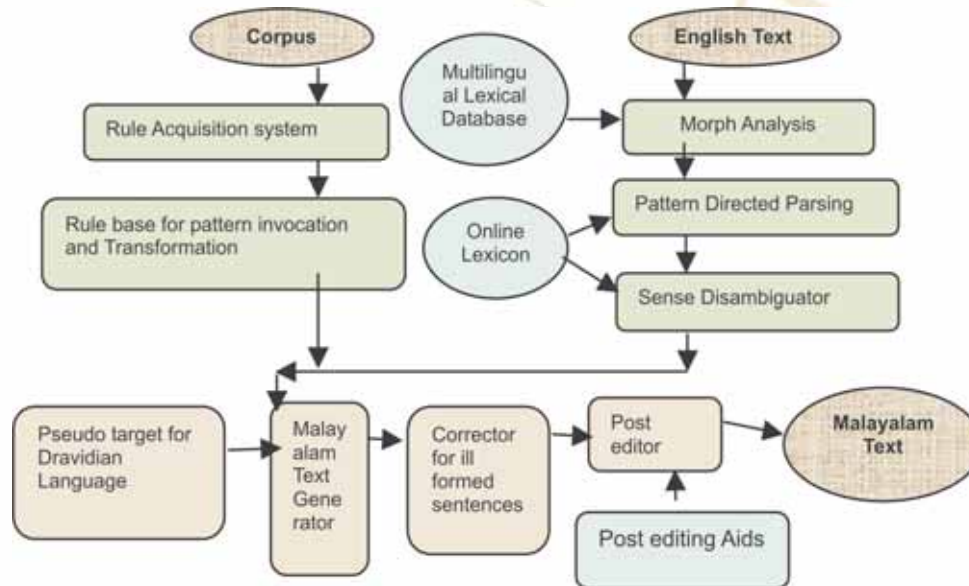 Corpus
English Text
Multilingu
al Lexical
Database
Rule Acquisition system
Morph Analysis
Rule base for pattern invocation
and Transformation
Pattern Directed Parsing
Online
Lexicon
Sense Disambiguator
Pseudo target for
Dravidian
Language
Malay
alam
Text
Gene
rator
Corrector
for ill
formed
sentences
Post
editor
Malayalam
Text
Post editing Aids